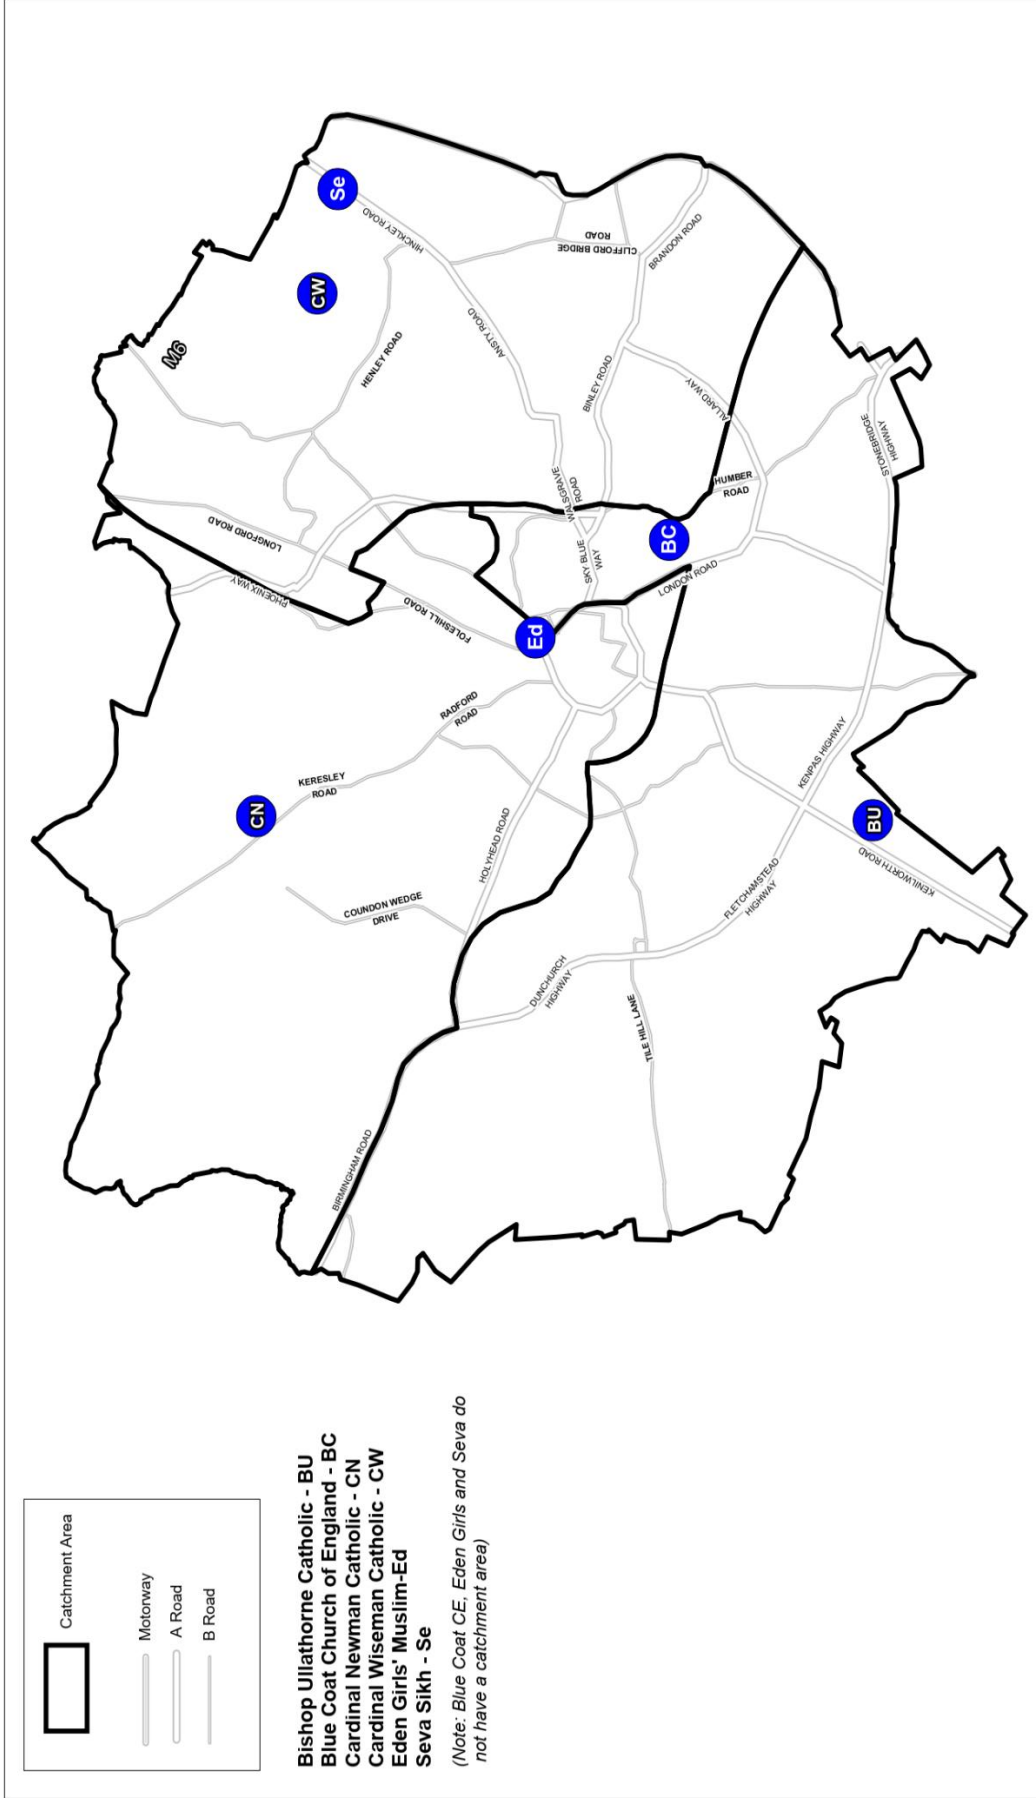 Catchment Area
Motorway
A Road
B Road
Bishop Ullathorne Catholic - BU
Blue Coat Church of England - BC
Cardinal Newman Catholic - CN
Cardinal Wiseman Catholic - CW
Eden Girls' Muslim-Ed
Seva Sikh - Se
(Note: Blue Coat CE, Eden Girls and Seva do
not have a catchment area)
BIRMINGHAM ROAD
COUNDON WEDGE
DRIVE
CN
KERESLEY
ROAD
RADFORD
ROAD
HOLYHEAD ROAD
DUNCHURCH
HIGHWAY
TILE HILL LANE
FLETCHAMSTEAD
HIGHWAY
KENILWORTH ROAD
BU
KENPAS HIGHWAY
PHOENIX WAY
LONGFORD ROAD
FOLESHILL ROAD
Ed
SKY BLUE
WAY
WALSGRAVE
ROAD
BC
LONDON ROAD
HUMBER
ROAD
ALLARD WAY
STONEBRIDGE
HIGHWAY
BINLEY ROAD
BRANDON ROAD
CLIFFORD BRIDGE
ROAD
ANSTY ROAD
HENLEY ROAD
HINCKLEY ROAD
M6
CW
Se